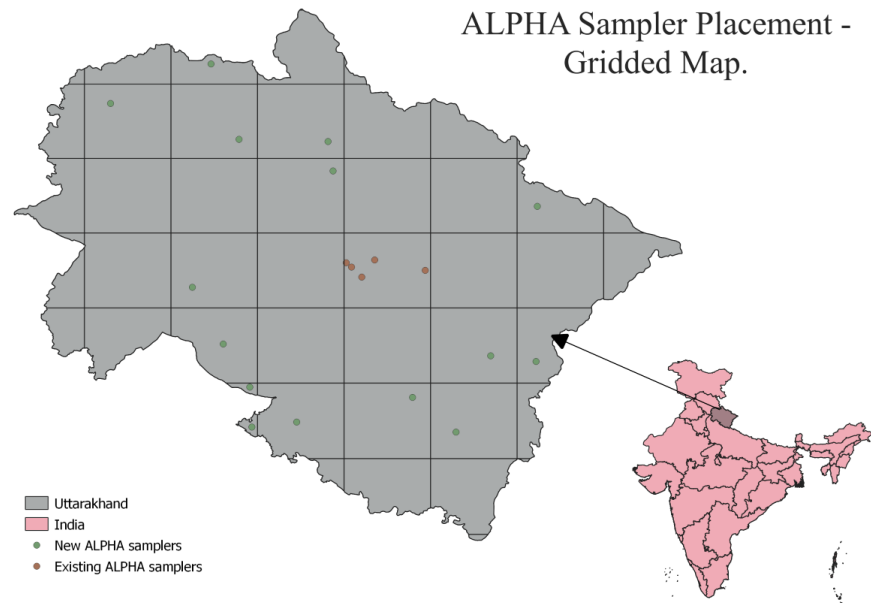 ALPHA Sampler Placement -
Gridded Map.
Uttarakhand
India
New ALPHA samplers
Existing ALPHA samplers